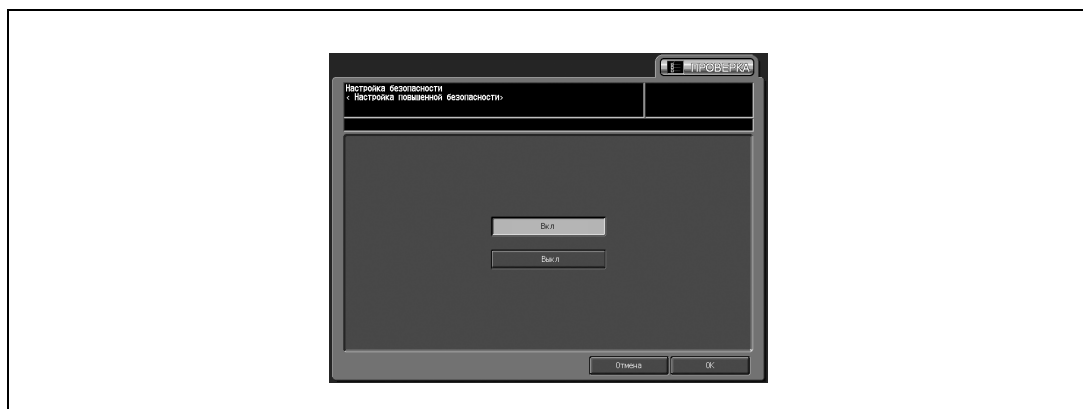 ПРОВЕРКА
Настройка безопасности
< Настройка повышенной безопасности>
Вкл
Выкл
Отмена
OK